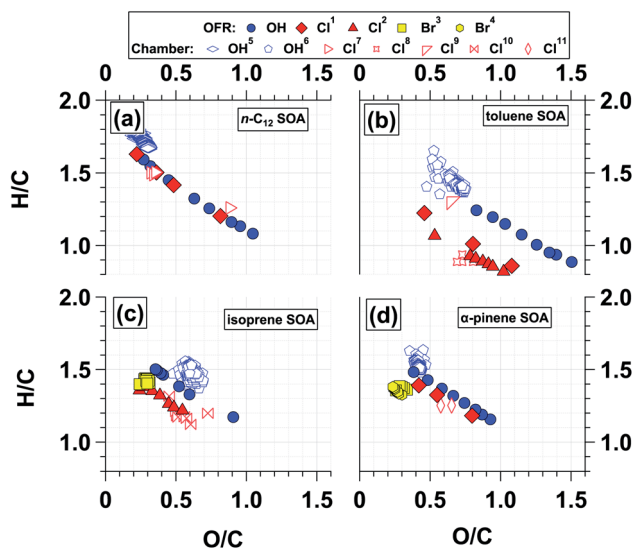 OFR: OH Cl1 Cl2 Br3 Br4
Chamber: OH5 OH6 Cl7 Cl8 Cl9 Cl10 Cl11
0 0.5 1.0 1.5 0 0.5 1.0 1.5
2.0 (a) n-C12 SOA (b) toluene SOA 2.0
H/C 1.5 1.5
1.0 1.0
2.0 (c) isoprene SOA (d) α-pinene SOA 2.0
H/C 1.5 1.5
1.0 1.0
0 0.5 1.0 1.5 0 0.5 1.0 1.5
O/C O/C